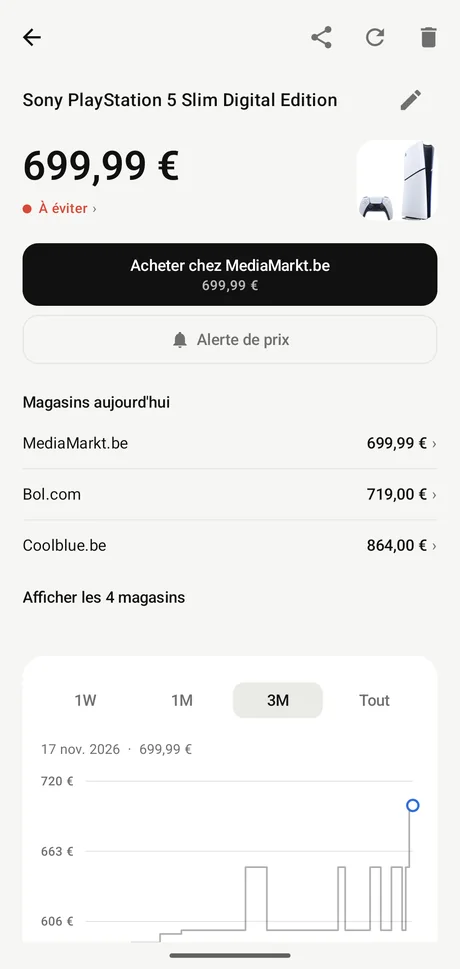 Sony PlayStation 5 Slim Digital Edition
699,99 €
À éviter ›
Acheter chez MediaMarkt.be
699,99 €
Alerte de prix
Magasins aujourd'hui
MediaMarkt.be 699,99 € ›
Bol.com 719,00 € ›
Coolblue.be 864,00 € ›
Afficher les 4 magasins
1W 1M 3M Tout
17 nov. 2026 · 699,99 €
720 €
663 €
606 €